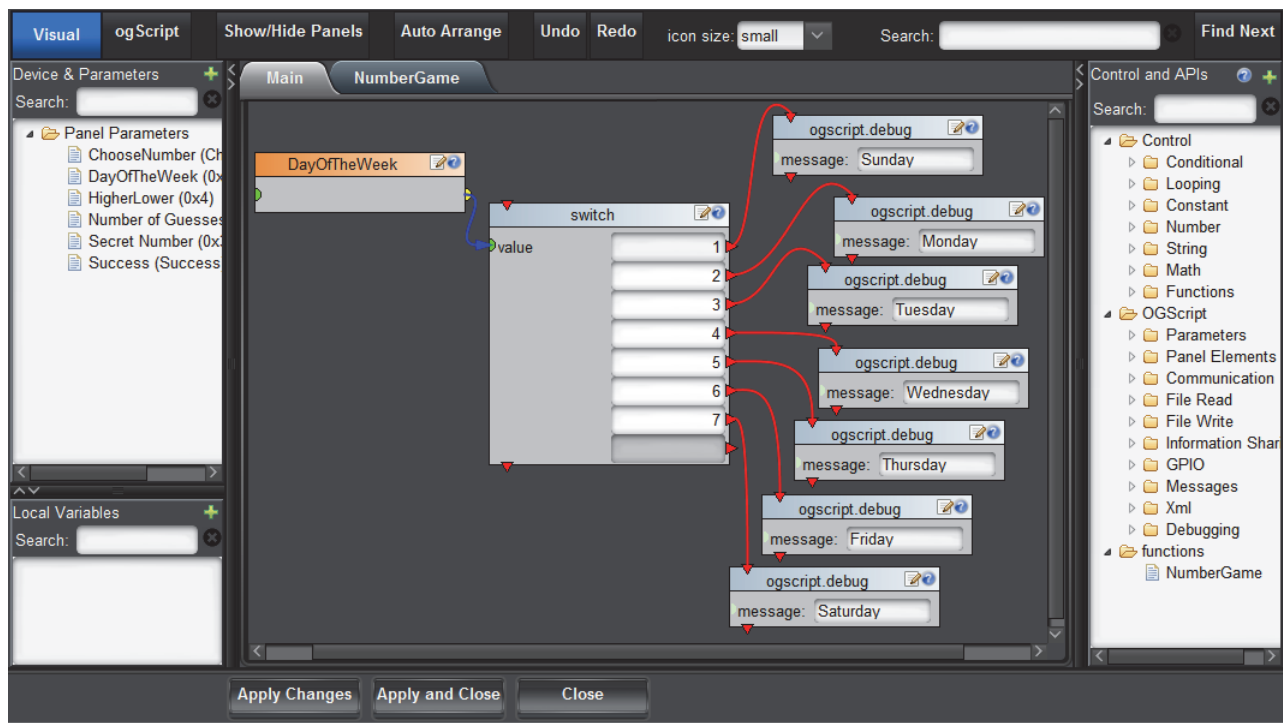 Visual ogScript Show/Hide Panels Auto Arrange Undo Redo icon size: small Search: Find Next
Device & Parameters
Search:
Panel Parameters
ChooseNumber (Ch
DayOfTheWeek (0x
HigherLower (0x4)
Number of Guesses
Secret Number (0x
Success (Success
Local Variables
Search:
Main NumberGame
DayOfTheWeek
switch
value
1
2
3
4
5
6
7
ogscript.debug
message: Sunday
ogscript.debug
message: Monday
ogscript.debug
message: Tuesday
ogscript.debug
message: Wednesday
ogscript.debug
message: Thursday
ogscript.debug
message: Friday
ogscript.debug
message: Saturday
Control and APIs
Search:
Control
Conditional
Looping
Constant
Number
String
Math
Functions
OGScript
Parameters
Panel Elements
Communication
File Read
File Write
Information Shar
GPIO
Messages
Xml
Debugging
functions
NumberGame
Apply Changes Apply and Close Close